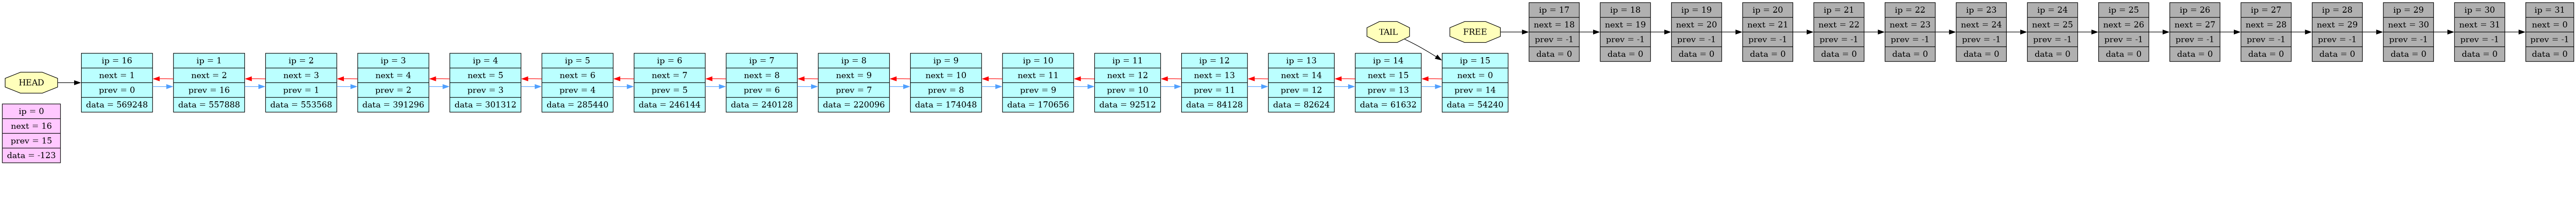 HEAD
ip = 0
next = 16
prev = 15
data = -123
ip = 16
next = 1
prev = 0
data = 569248
ip = 1
next = 2
prev = 16
data = 557888
ip = 2
next = 3
prev = 1
data = 553568
ip = 3
next = 4
prev = 2
data = 391296
ip = 4
next = 5
prev = 3
data = 301312
ip = 5
next = 6
prev = 4
data = 285440
ip = 6
next = 7
prev = 5
data = 246144
ip = 7
next = 8
prev = 6
data = 240128
ip = 8
next = 9
prev = 7
data = 220096
ip = 9
next = 10
prev = 8
data = 174048
ip = 10
next = 11
prev = 9
data = 170656
ip = 11
next = 12
prev = 10
data = 92512
ip = 12
next = 13
prev = 11
data = 84128
ip = 13
next = 14
prev = 12
data = 82624
ip = 14
next = 15
prev = 13
data = 61632
TAIL
ip = 15
next = 0
prev = 14
data = 54240
FREE
ip = 17
next = 18
prev = -1
data = 0
ip = 18
next = 19
prev = -1
data = 0
ip = 19
next = 20
prev = -1
data = 0
ip = 20
next = 21
prev = -1
data = 0
ip = 21
next = 22
prev = -1
data = 0
ip = 22
next = 23
prev = -1
data = 0
ip = 23
next = 24
prev = -1
data = 0
ip = 24
next = 25
prev = -1
data = 0
ip = 25
next = 26
prev = -1
data = 0
ip = 26
next = 27
prev = -1
data = 0
ip = 27
next = 28
prev = -1
data = 0
ip = 28
next = 29
prev = -1
data = 0
ip = 29
next = 30
prev = -1
data = 0
ip = 30
next = 31
prev = -1
data = 0
ip = 31
next = 0
prev = -1
data = 0